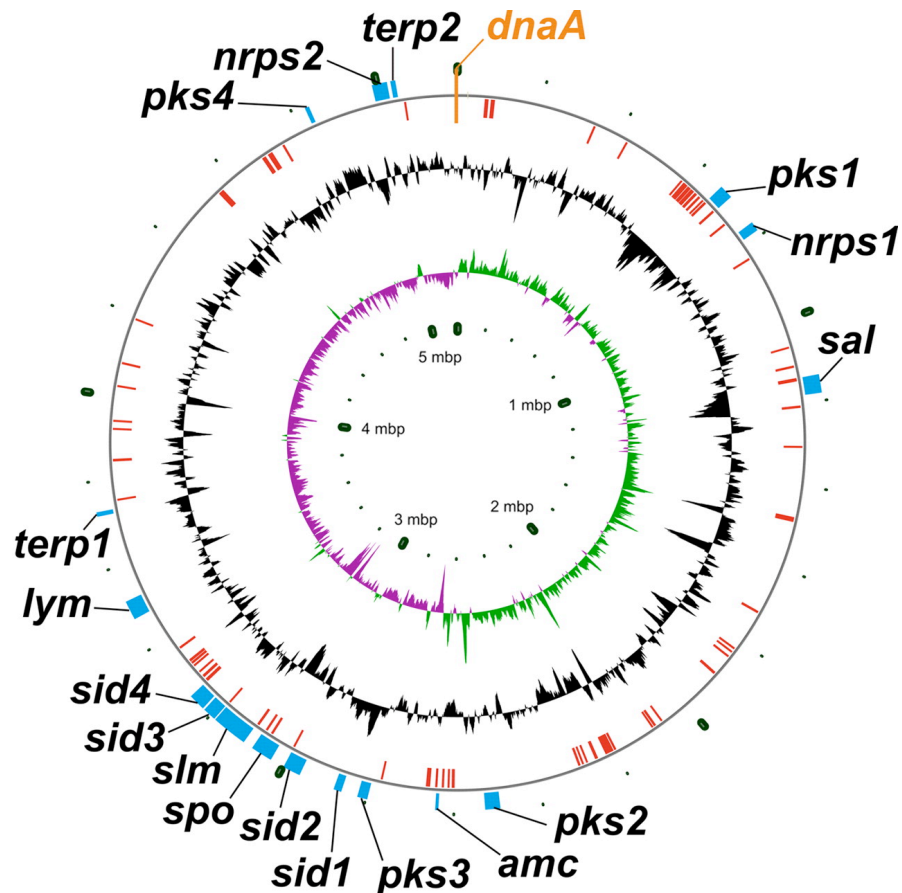 dnaA
terp2
nrps2
pks4
pks1
nrps1
sal
5 mbp
1 mbp
4 mbp
2 mbp
3 mbp
terp1
lym
sid4
sid3
slm
spo
sid2
sid1
pks3
amc
pks2